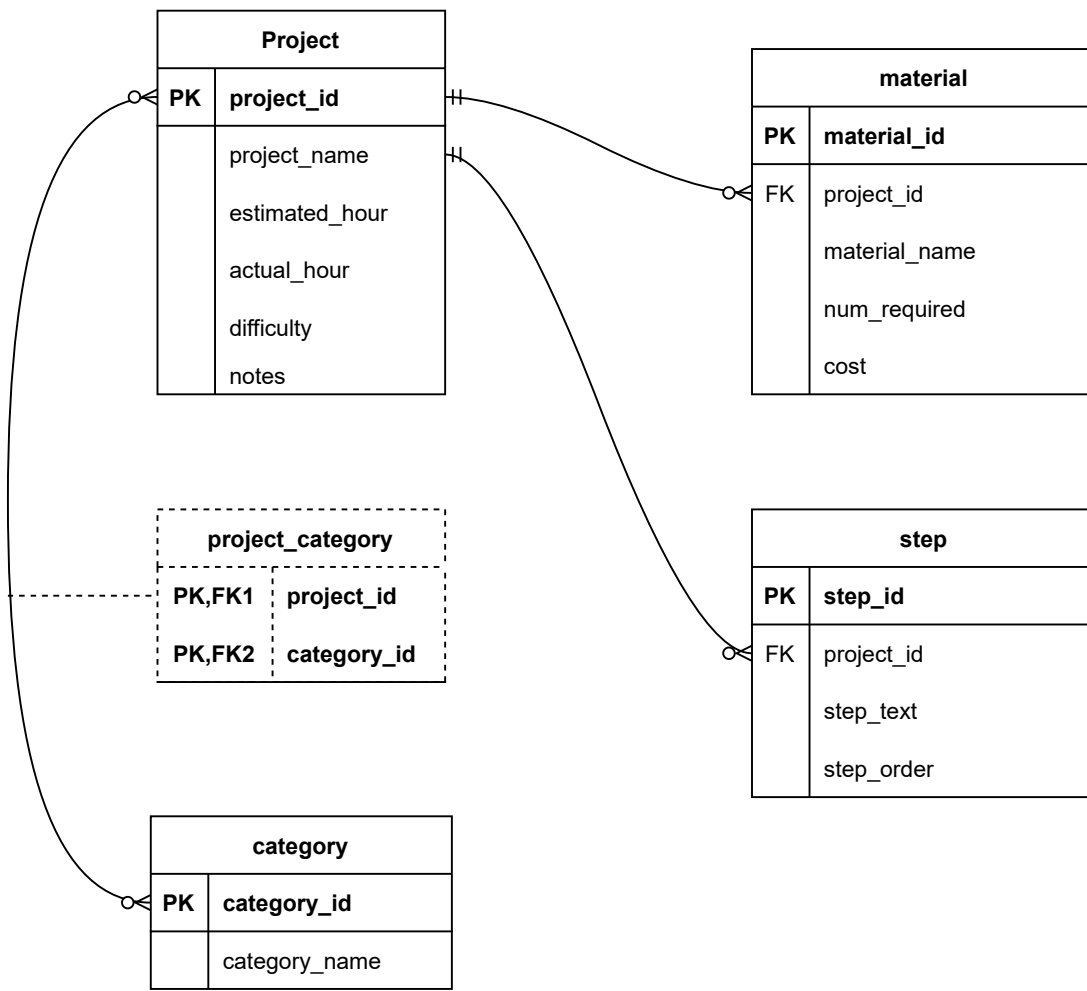 Project
PK project_id
project_name
estimated_hour
actual_hour
difficulty
notes
material
PK material_id
FK project_id
material_name
num_required
cost
project_category
PK,FK1 project_id
PK,FK2 category_id
step
PK step_id
FK project_id
step_text
step_order
category
PK category_id
category_name